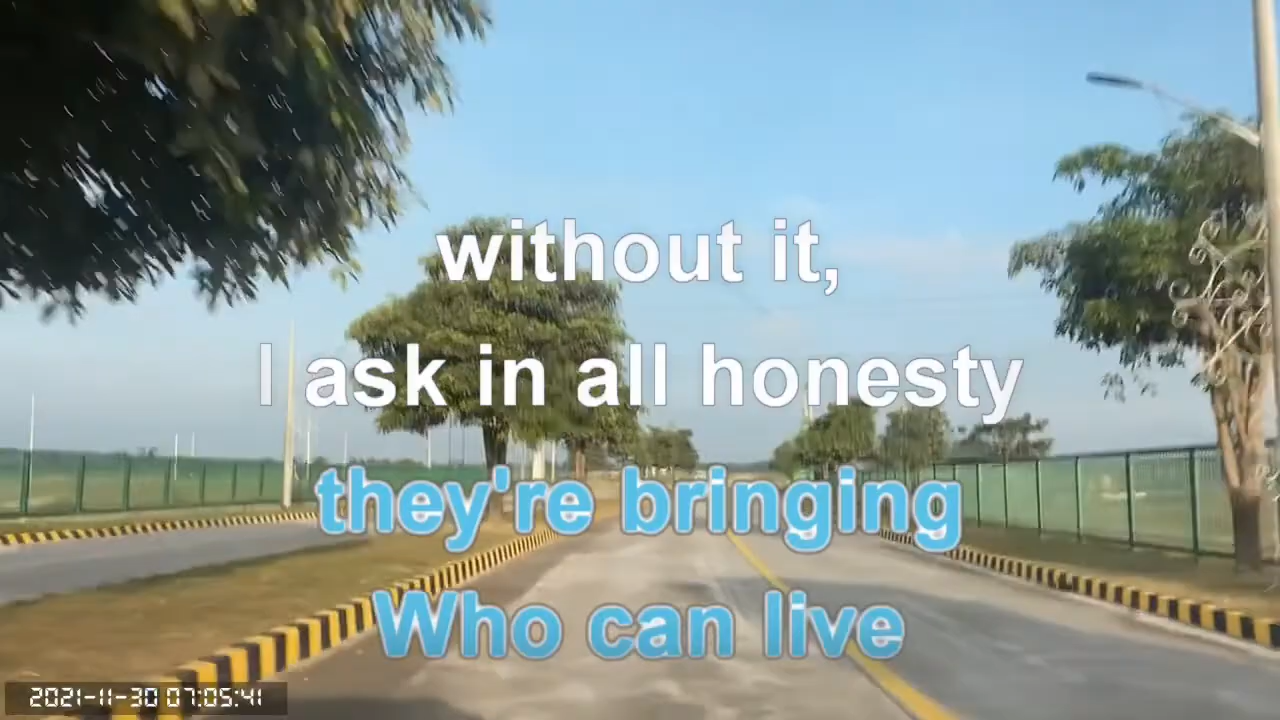 without it,
I ask in all honesty
they're bringing
Who can live
2021-11-30 07:05:41